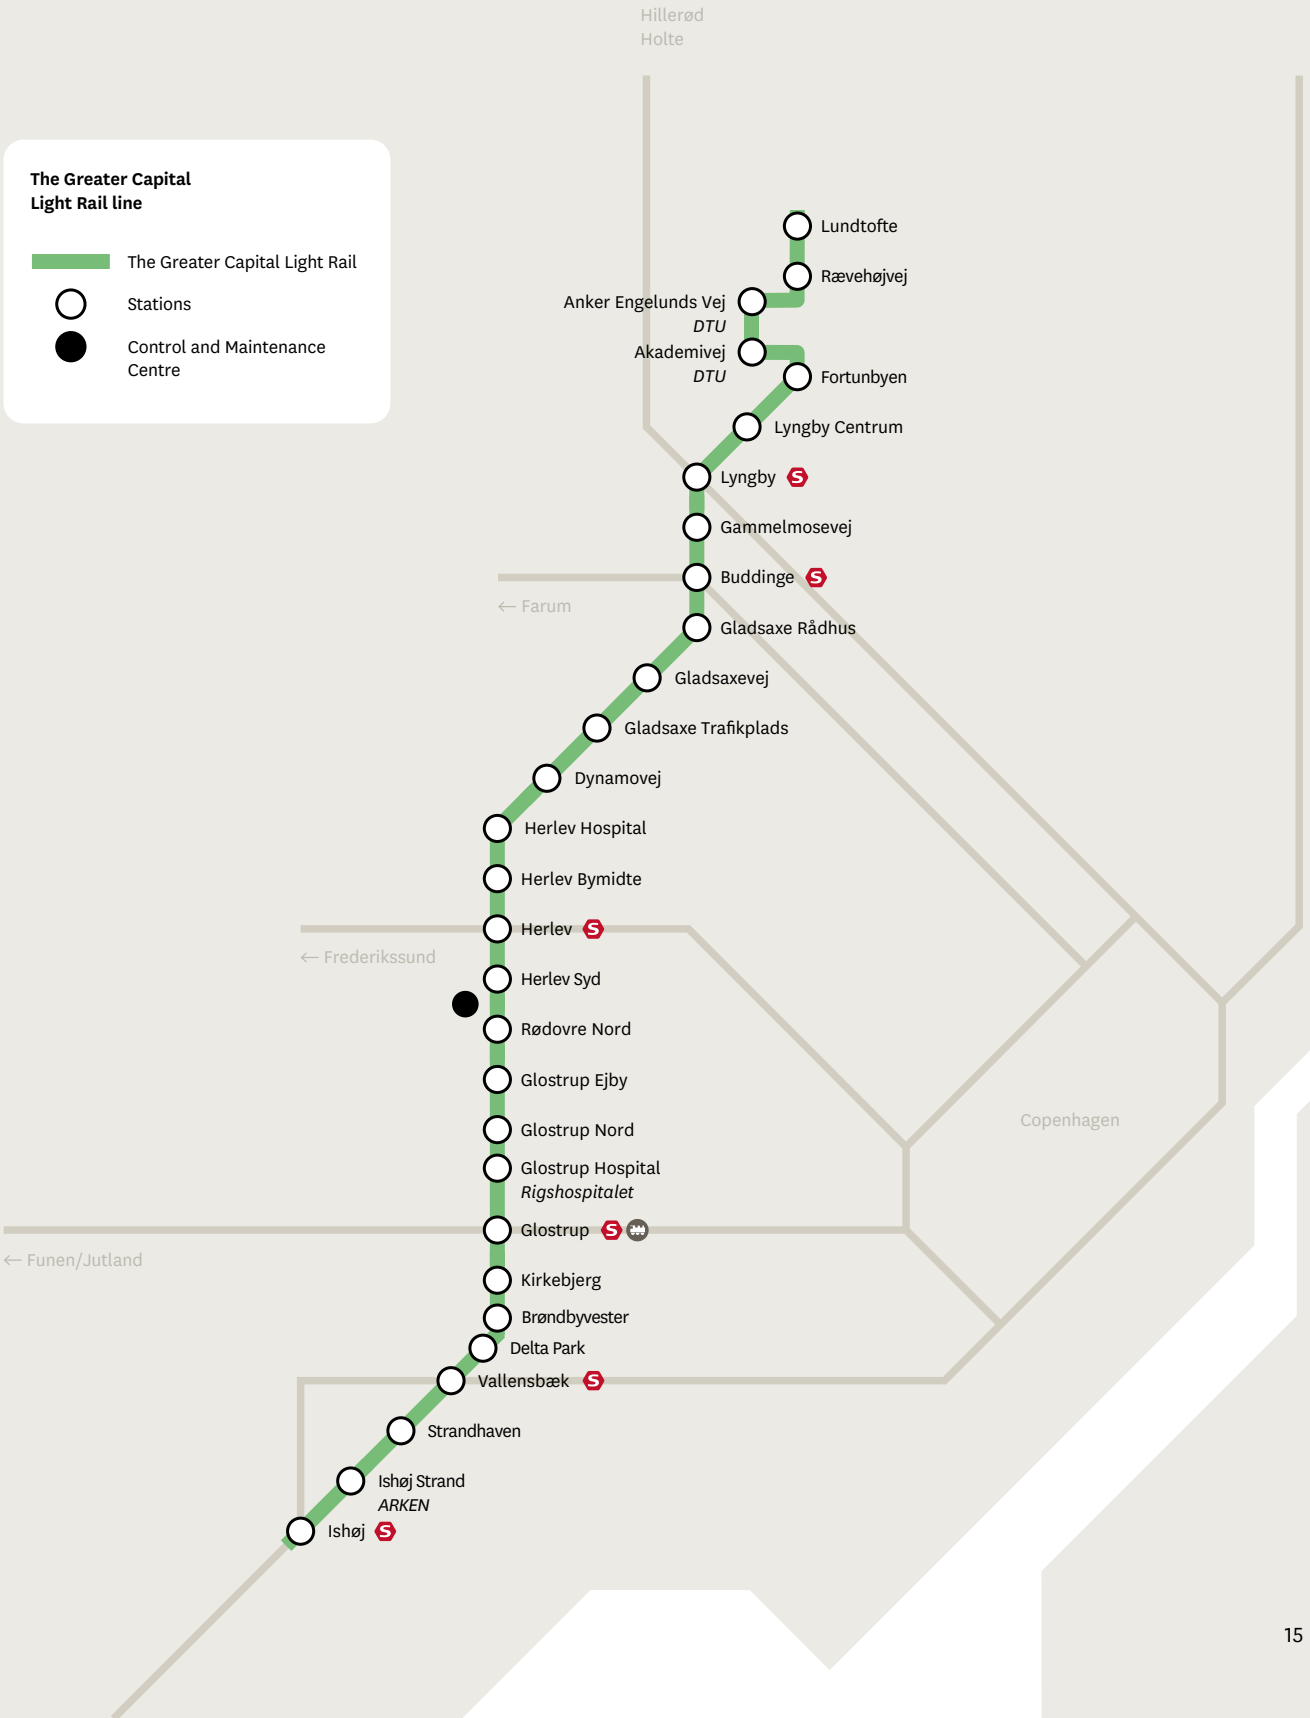 Hillerød
Holte
The Greater Capital
Light Rail line
The Greater Capital Light Rail
Stations
Control and Maintenance
Centre
Lundtofte
Rævehøjvej
Anker Engelunds Vej
DTU
Akademivej
DTU
Fortunbyen
Lyngby Centrum
Lyngby S
Gammelmosevej
Buddinge S
← Farum
Gladsaxe Rådhus
Gladsaxevej
Gladsaxe Trafikplads
Dynamovej
Herlev Hospital
Herlev Bymidte
Herlev S
← Frederikssund
Herlev Syd
Rødovre Nord
Glostrup Ejby
Copenhagen
Glostrup Nord
Glostrup Hospital
Rigshospitalet
Glostrup S
← Funen/Jutland
Kirkebjerg
Brøndbyvester
Delta Park
Vallensbæk S
Strandhaven
Ishøj Strand
ARKEN
Ishøj S
15